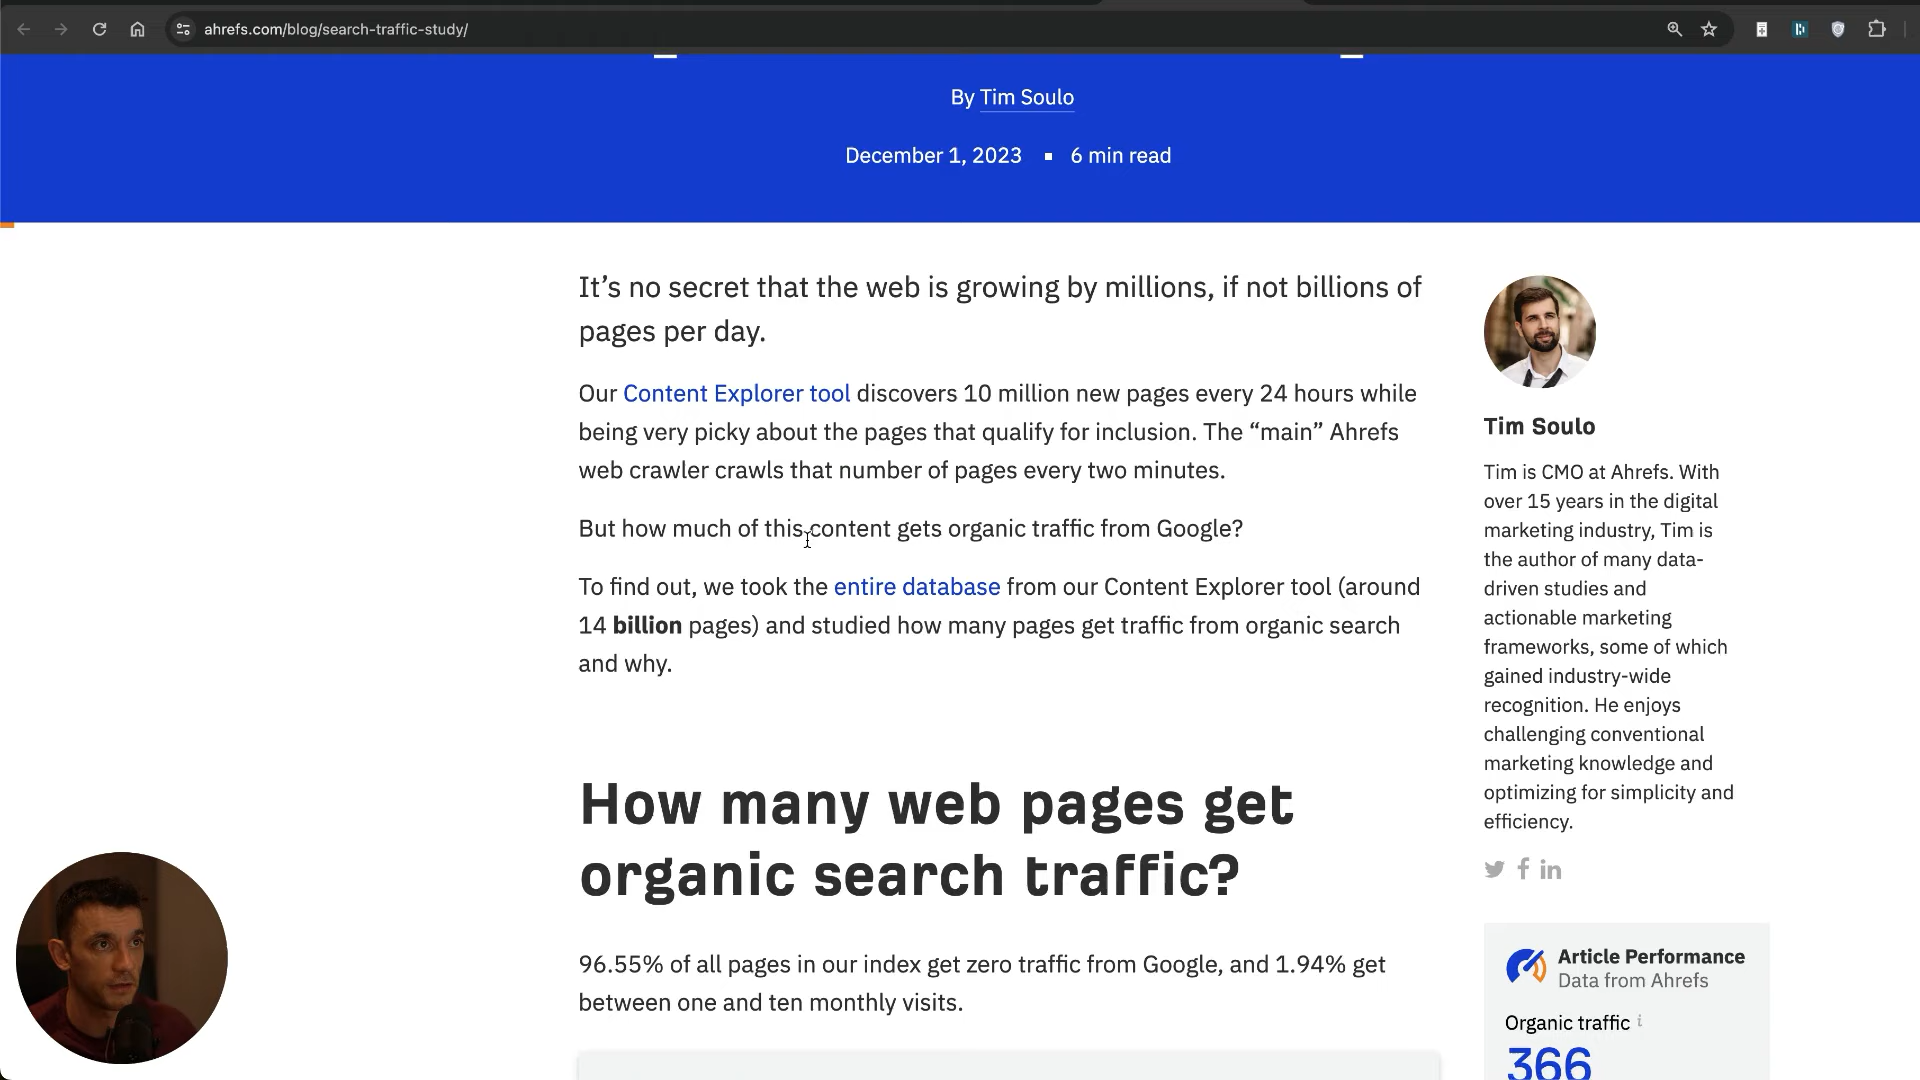 ahrefs.com/blog/search-traffic-study/
By Tim Soulo
December 1, 2023 ▪ 6 min read
It’s no secret that the web is growing by millions, if not billions of
pages per day.
Our Content Explorer tool discovers 10 million new pages every 24 hours while
being very picky about the pages that qualify for inclusion. The “main” Ahrefs
web crawler crawls that number of pages every two minutes.
But how much of this content gets organic traffic from Google?
To find out, we took the entire database from our Content Explorer tool (around
14 billion pages) and studied how many pages get traffic from organic search
and why.
How many web pages get
organic search traffic?
96.55% of all pages in our index get zero traffic from Google, and 1.94% get
between one and ten monthly visits.
Tim Soulo
Tim is CMO at Ahrefs. With
over 15 years in the digital
marketing industry, Tim is
the author of many data-
driven studies and
actionable marketing
frameworks, some of which
gained industry-wide
recognition. He enjoys
challenging conventional
marketing knowledge and
optimizing for simplicity and
efficiency.
Article Performance
Data from Ahrefs
Organic traffic i
366